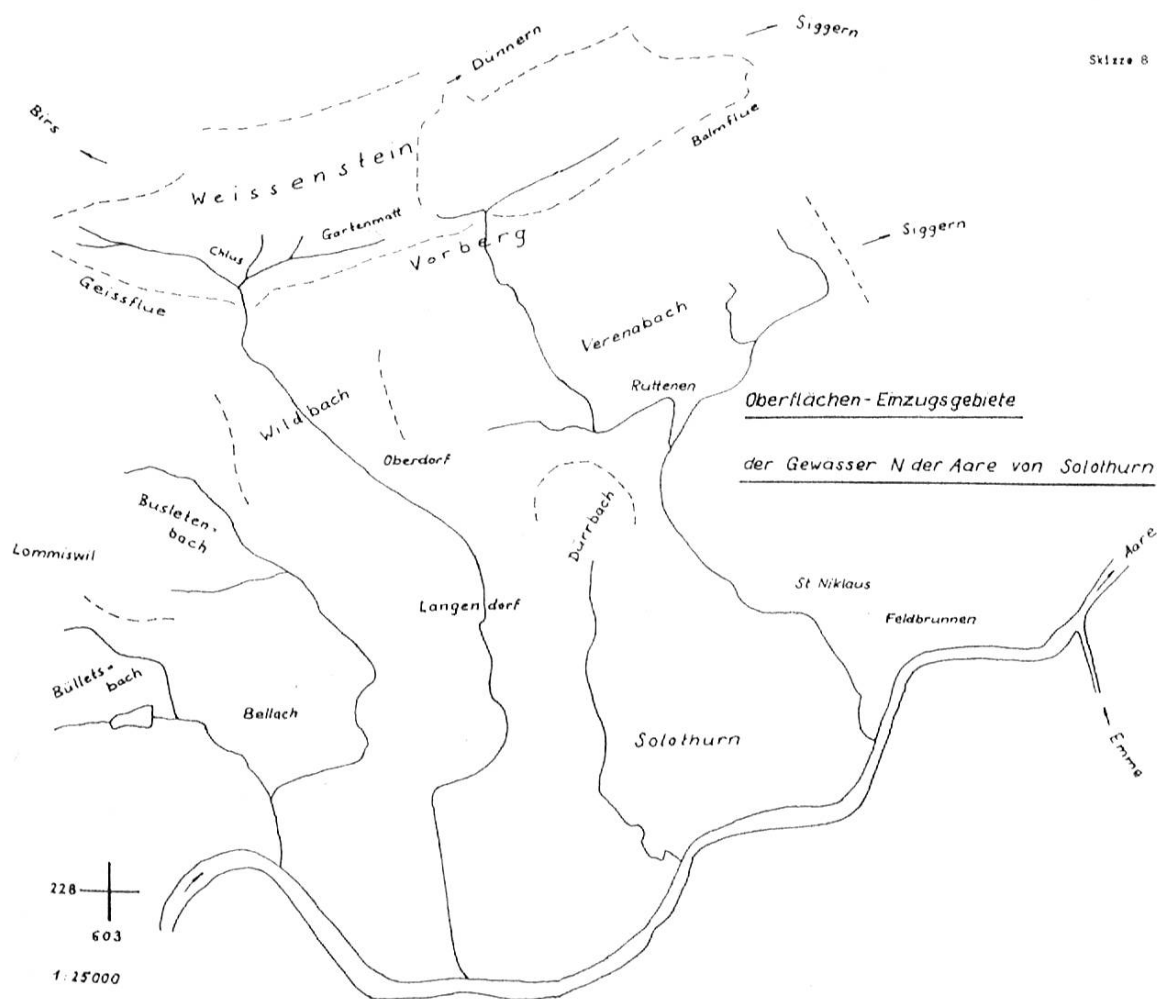 Siggern
Skizze 8
Dünnern
Birs
Balmflue
Weissenstein
Gartenmatt
Chlus
Vorberg
Siggern
Geissflue
Verenabach
Ruttenen
Oberflächen-Einzugsgebiete
Wildbach
Oberdorf
der Gewasser N der Aare von Solothurn
Busleten-
bach
Dürrbach
Lommiswil
Aare
St Niklaus
Langendorf
Feldbrunnen
Büllets-
bach
Bellach
Solothurn
Emme
228
603
1:25000